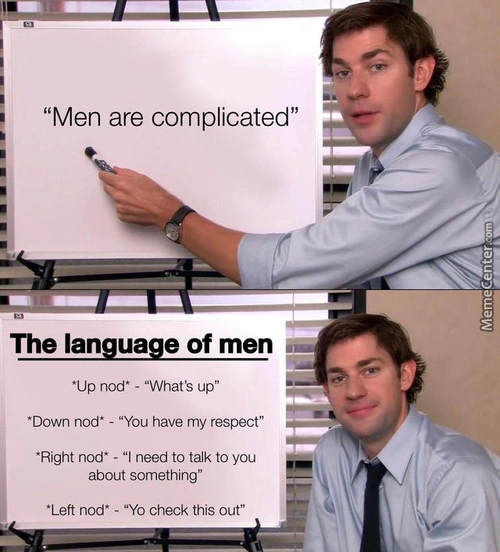 “Men are complicated”
MemeCenter.com
The language of men
*Up nod* - “What’s up”
*Down nod* - “You have my respect”
*Right nod* - “I need to talk to you
about something”
*Left nod* - “Yo check this out”